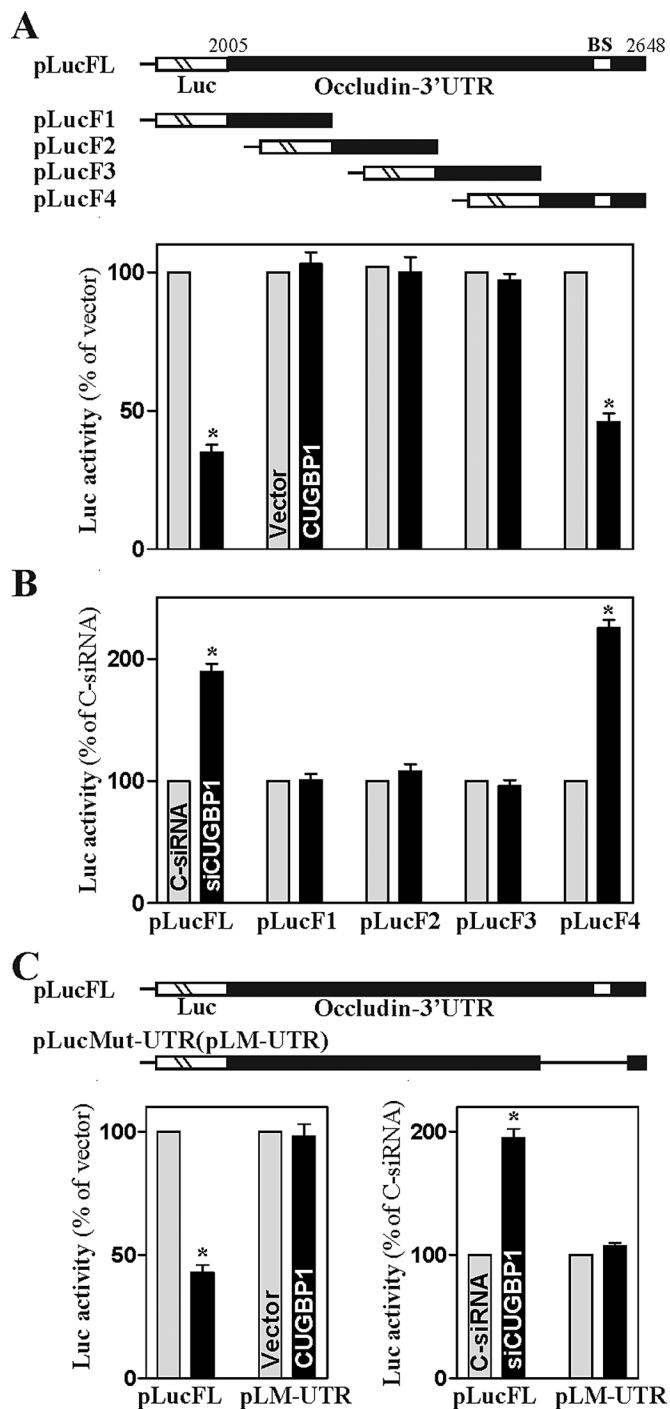 A
2005 BS 2648
pLucFL
Luc Occludin-3'UTR
pLucF1
pLucF2
pLucF3
pLucF4
Luc activity (% of vector)
100
50
0
*
Vector
CUGBP1
*
B
Luc activity (% of C-siRNA)
200
100
0
*
C-siRNA
siCUGBP1
*
pLucFL pLucF1 pLucF2 pLucF3 pLucF4
C
pLucFL
Luc Occludin-3'UTR
pLucMut-UTR(pLM-UTR)
Luc activity (% of vector)
100
50
0
*
Vector
CUGBP1
pLucFL pLM-UTR
Luc activity (% of C-siRNA)
200
100
0
*
C-siRNA
siCUGBP1
pLucFL pLM-UTR